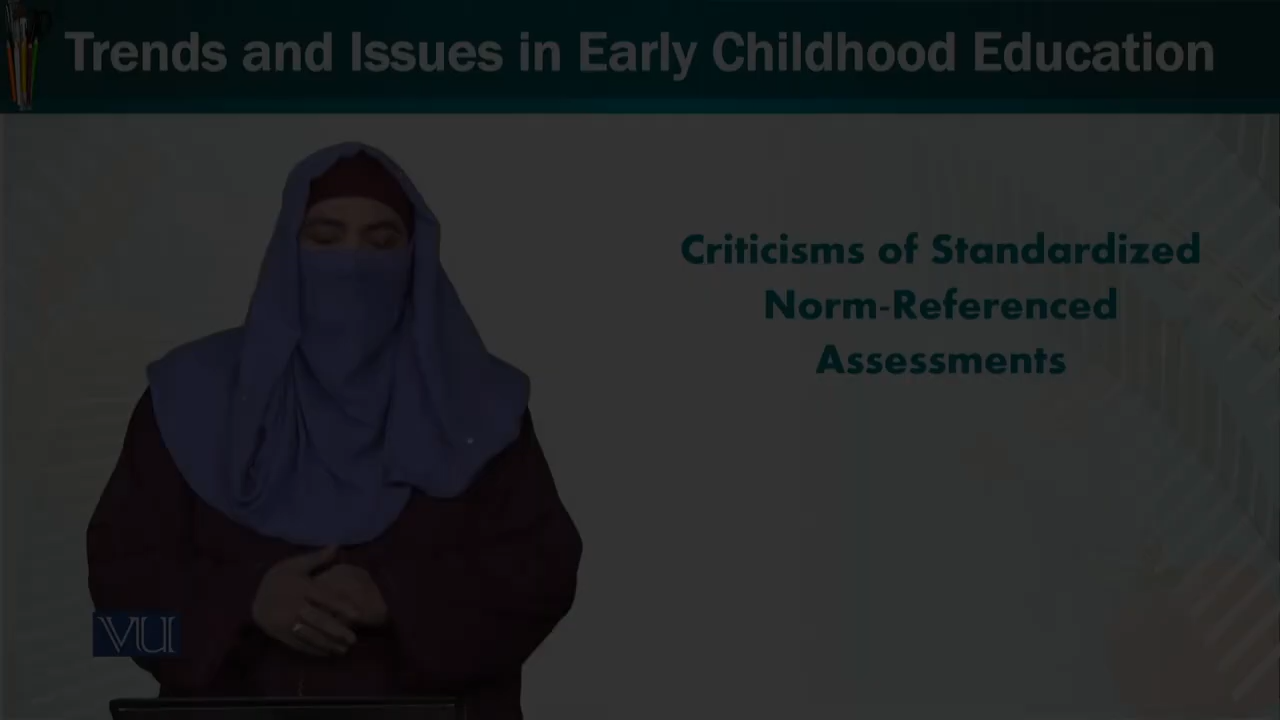 Trends and Issues in Early Childhood Education
Criticisms of Standardized
Norm-Referenced
Assessments
VU